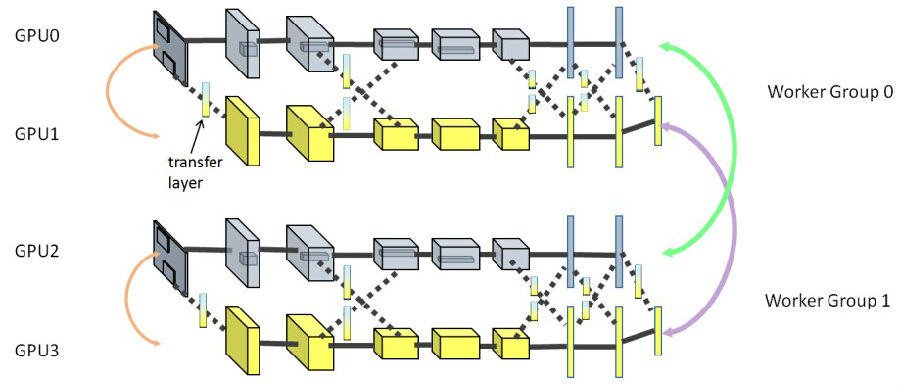 GPU0
Worker Group 0
GPU1
transfer
layer
GPU2
Worker Group 1
GPU3